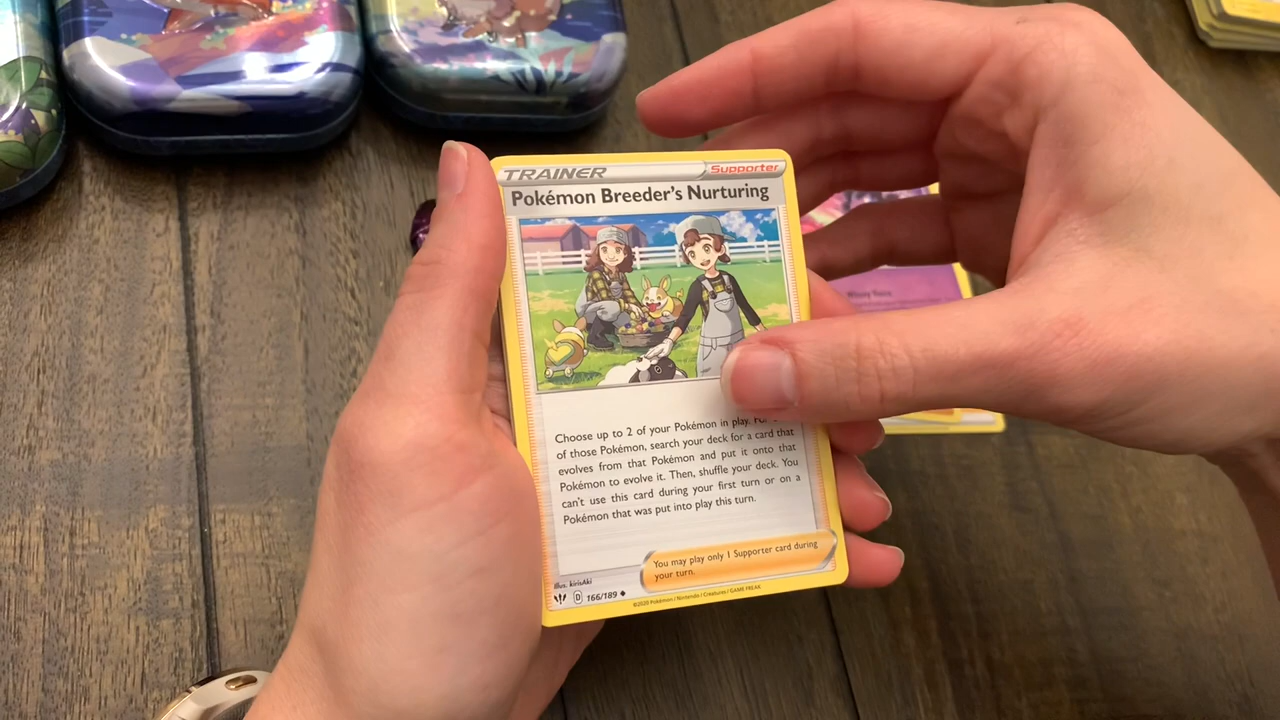 TRAINER
Supporter
Pokémon Breeder's Nurturing
Choose up to 2 of your Pokémon in play.
of those Pokémon, search your deck for a card that
evolves from that Pokémon and put it onto that
Pokémon to evolve it. Then, shuffle your deck. You
can't use this card during your first turn or on a
Pokémon that was put into play this turn.
You may play only 1 Supporter card during
your turn.
Illus. kirisAki
D 166/189
©2020 Pokémon / Nintendo / Creatures / GAME FREAK